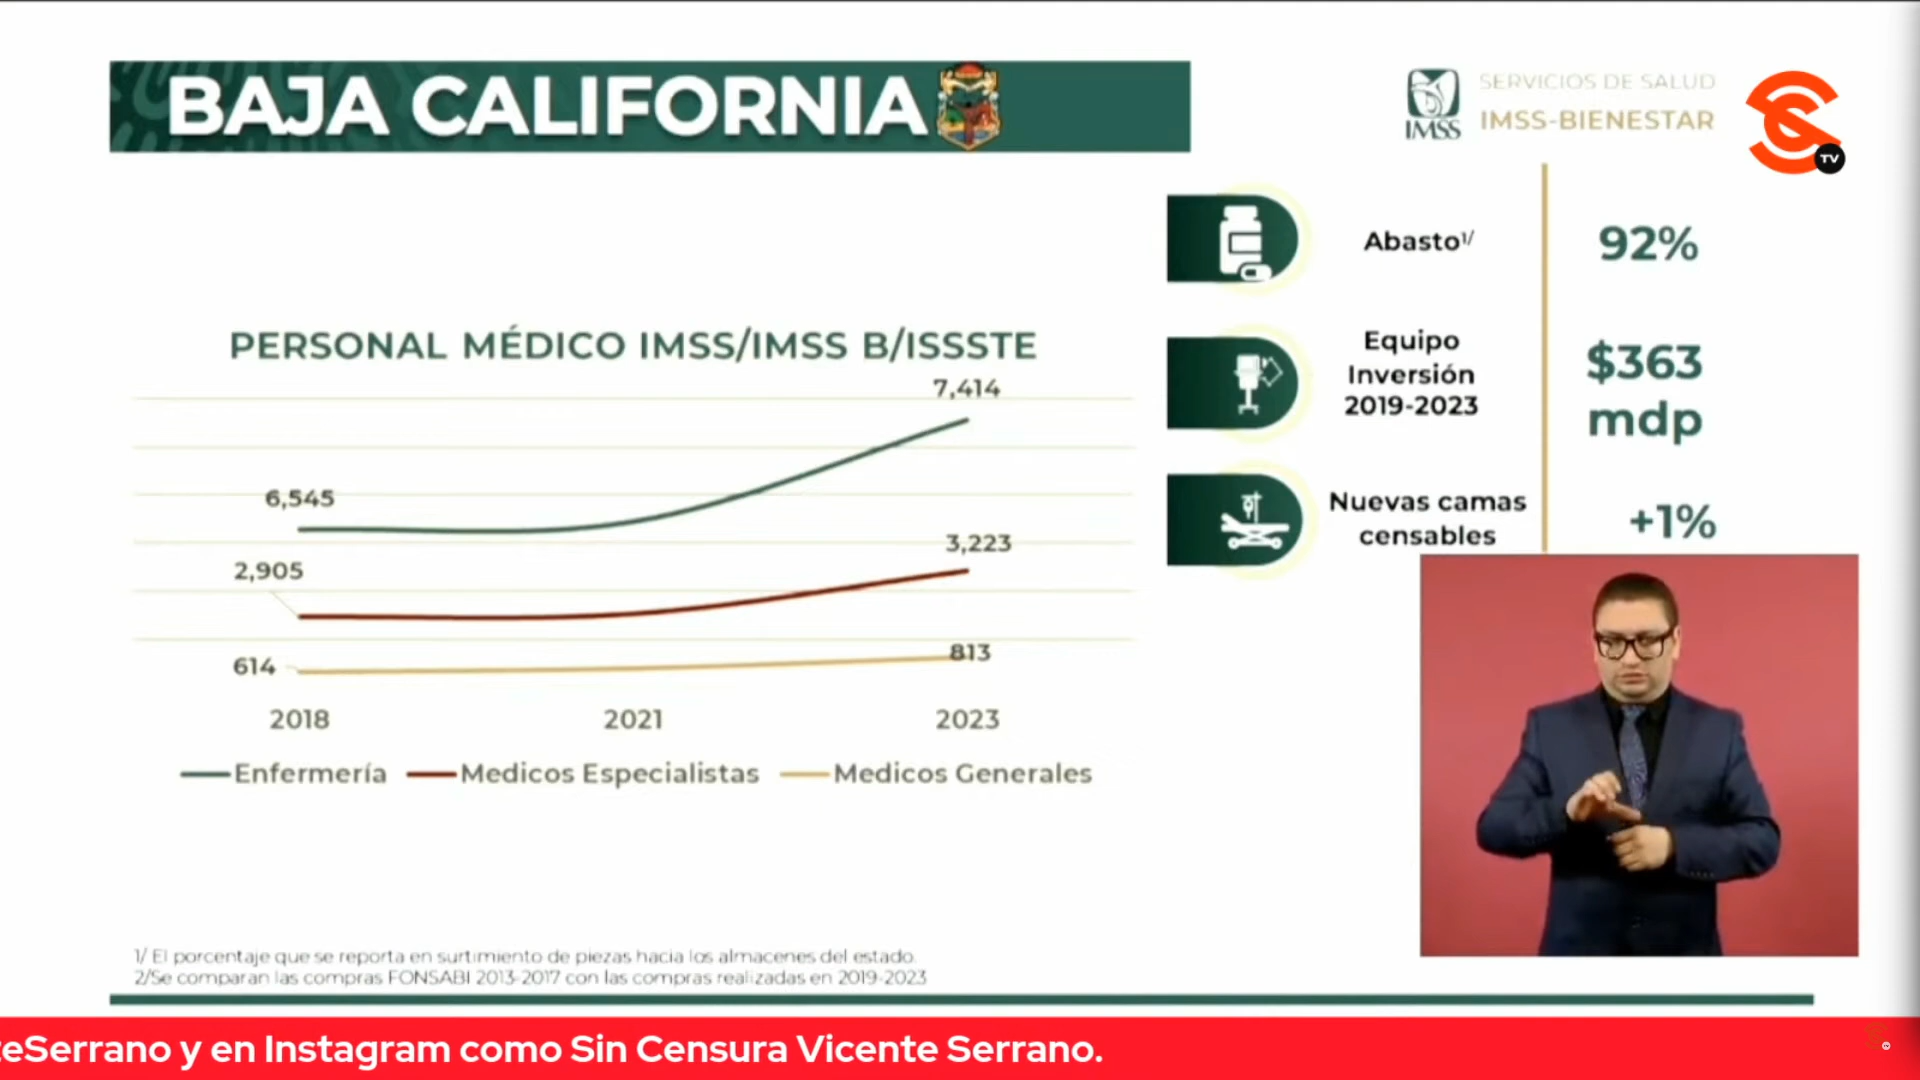 BAJA CALIFORNIA
IMSS
SERVICIOS DE SALUD
IMSS-BIENESTAR
TV
Abasto1/
92%
Equipo
Inversión
2019-2023
$363
mdp
Nuevas camas
censables
+1%
PERSONAL MÉDICO IMSS/IMSS B/ISSSTE
7,414
6,545
3,223
2,905
813
614
2018
2021
2023
Enfermería
Medicos Especialistas
Medicos Generales
1/ El porcentaje que se reporta en surtimiento de piezas hacia los almacenes del estado.
2/Se comparan las compras FONSABI 2013-2017 con las compras realizadas en 2019-2023
eSerrano y en Instagram como Sin Censura Vicente Serrano.